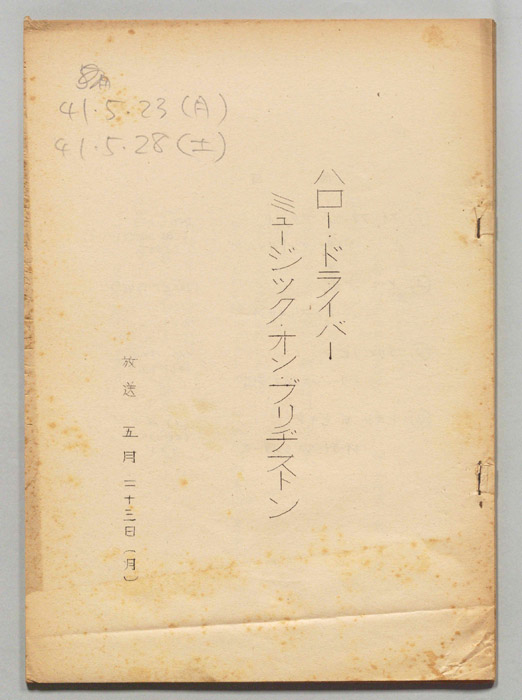 41.5.23(月)
41.5.28(土)
ハロー・ドライバー
ミュージック・オン・ブリヂストン
放送 五月二十三日(月)